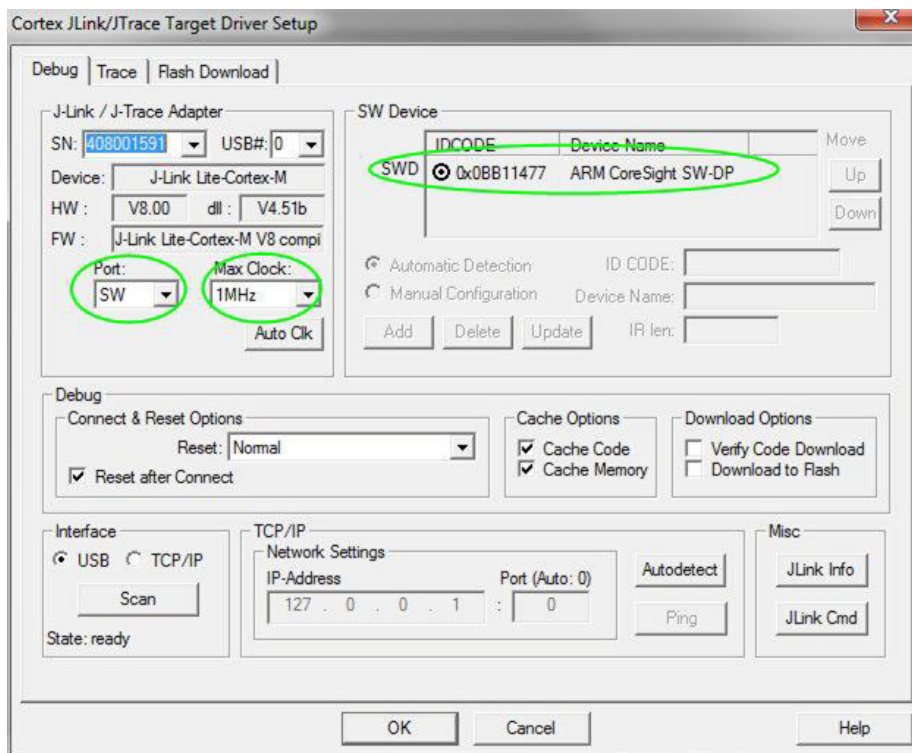 Cortex JLink/JTrace Target Driver Setup
Debug Trace Flash Download
J-Link / J-Trace Adapter
SN: 408001591 USB#: 0
Device: J-Link Lite-Cortex-M
HW : V8.00 dll : V4.51b
FW : J-Link Lite-Cortex-M V8 compi
Port: Max Clock:
SW 1MHz
Auto Clk
SW Device
IDCODE Device Name Move
SWD 0x0BB11477 ARM CoreSight SW-DP Up
Down
Automatic Detection ID CODE:
Manual Configuration Device Name:
Add Delete Update IR len:
Debug
Connect & Reset Options
Reset: Normal
Reset after Connect
Cache Options
Cache Code
Cache Memory
Download Options
Verify Code Download
Download to Flash
Interface
USB TCP/IP
Scan
State: ready
TCP/IP
Network Settings
IP-Address Port (Auto: 0)
127 . 0 . 0 . 1 : 0
Autodetect
Ping
Misc
JLink Info
JLink Cmd
OK Cancel Help